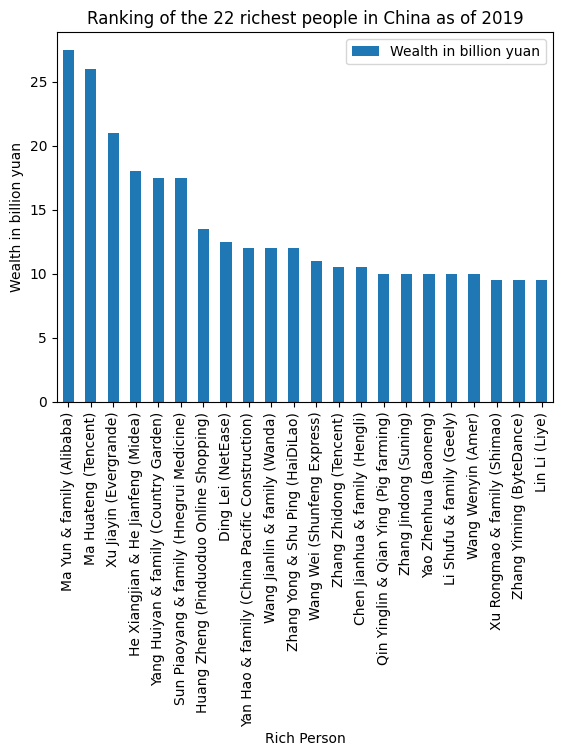 Ranking of the 22 richest people in China as of 2019
Wealth in billion yuan
Wealth in billion yuan
25
20
15
10
5
0
Ma Yun & family (Alibaba)
Ma Huateng (Tencent)
Xu Jiayin (Evergrande)
He Xiangjian & He Jianfeng (Midea)
Yang Huiyan & family (Country Garden)
Sun Piaoyang & family (Hnegrui Medicine)
Huang Zheng (Pinduoduo Online Shopping)
Ding Lei (NetEase)
Yan Hao & family (China Pacific Construction)
Wang Jianlin & family (Wanda)
Zhang Yong & Shu Ping (HaiDiLao)
Wang Wei (Shunfeng Express)
Zhang Zhidong (Tencent)
Chen Jianhua & family (Hengli)
Qin Yinglin & Qian Ying (Pig farming)
Zhang Jindong (Suning)
Yao Zhenhua (Baoneng)
Li Shufu & family (Geely)
Wang Wenyin (Amer)
Xu Rongmao & family (Shimao)
Zhang Yiming (ByteDance)
Lin Li (Liye)
Rich Person